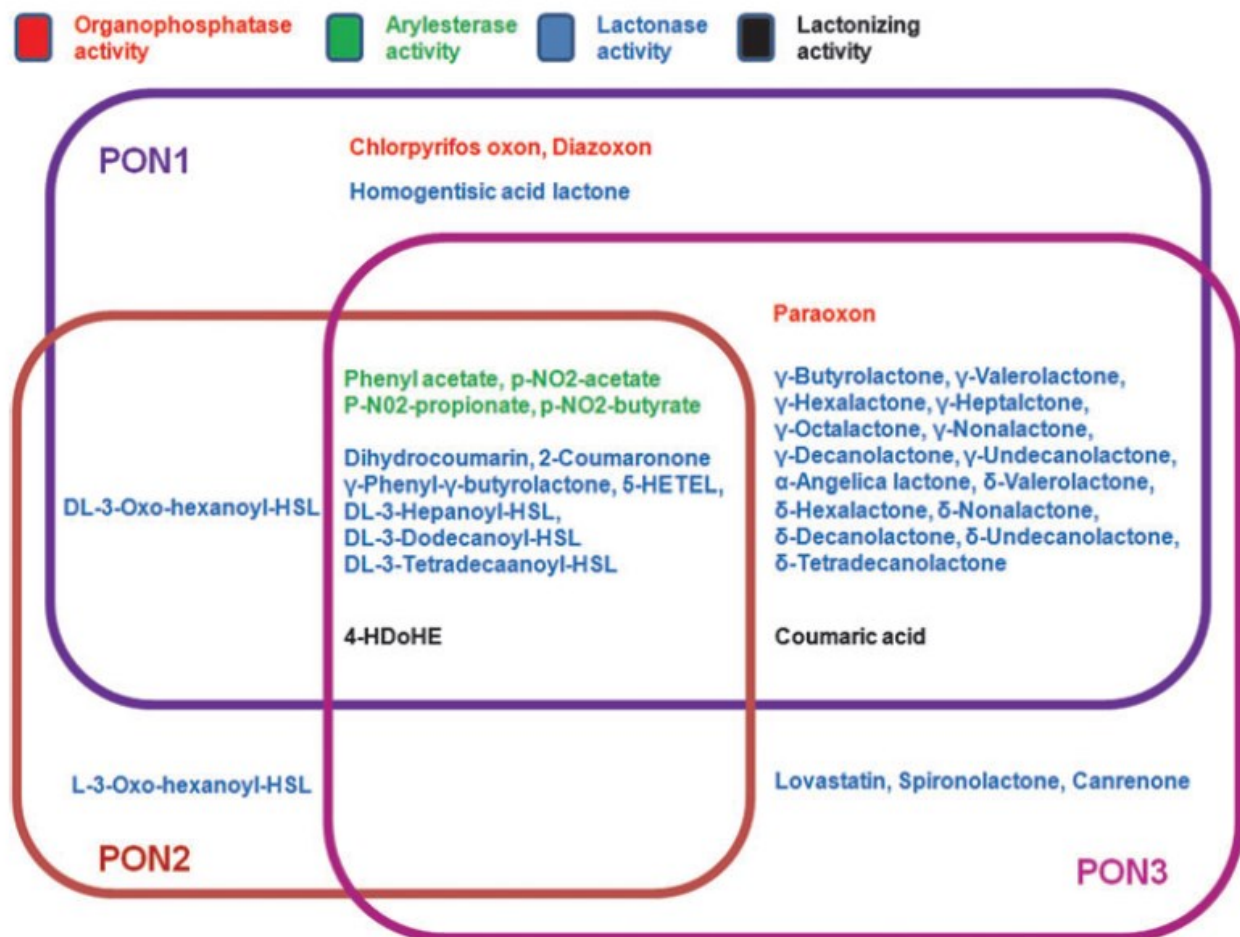 Organophosphatase
activity
Arylesterase
activity
Lactonase
activity
Lactonizing
activity
PON1
Chlorpyrifos oxon, Diazoxon
Homogentisic acid lactone
Paraoxon
Phenyl acetate, p-NO2-acetate
P-N02-propionate, p-NO2-butyrate
Dihydrocoumarin, 2-Coumaronone
γ-Phenyl-γ-butyrolactone, 5-HETEL,
DL-3-Hepanoyl-HSL,
DL-3-Dodecanoyl-HSL
DL-3-Tetradecaanoyl-HSL
DL-3-Oxo-hexanoyl-HSL
γ-Butyrolactone, γ-Valerolactone,
γ-Hexalactone, γ-Heptalctone,
γ-Octalactone, γ-Nonalactone,
γ-Decanolactone, γ-Undecanolactone,
α-Angelica lactone, δ-Valerolactone,
δ-Hexalactone, δ-Nonalactone,
δ-Decanolactone, δ-Undecanolactone,
δ-Tetradecanolactone
4-HDoHE
Coumaric acid
L-3-Oxo-hexanoyl-HSL
Lovastatin, Spironolactone, Canrenone
PON2
PON3